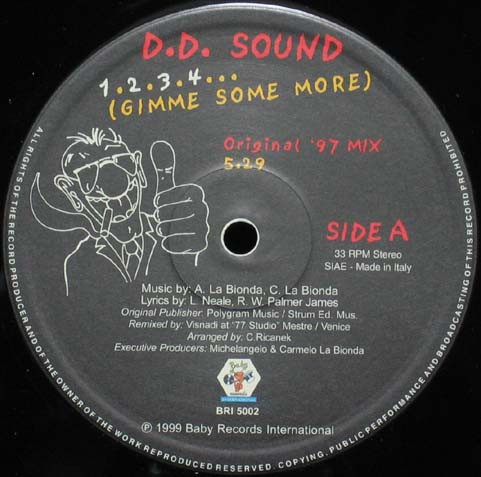 D.D. SOUND
1.2.3.4...
(GIMME SOME MORE)
Original '97 MIX
5.29
SIDE A
33 RPM Stereo
SIAE - Made in Italy
Music by: A. La Bionda, C. La Bionda
Lyrics by: L. Neale, R. W. Palmer James
Original Publisher: Polygram Music / Strum Ed. Mus.
Remixed by: Visnadi at '77 Studio" Mestre / Venice
Arranged by: C.Ricanek
Executive Producers: Michelangelo & Carmelo La Bionda
Baby
records
INTERNATIONAL
BRI 5002
℗ 1999 Baby Records International
ALL RIGHTS OF THE RECORD PRODUCER AND OF THE OWNER OF THE WORK REPRODUCED RESERVED. COPYING, PUBLIC PERFORMANCE AND BROADCASTING OF THIS RECORD PROHIBITED